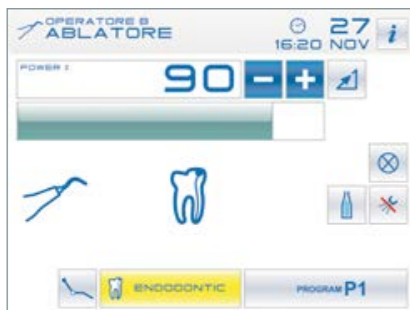 OPERATORE B
ABLATORE
27
16:20 NOV
i
POWER %
90
ENDODONTIC
PROGRAM P1